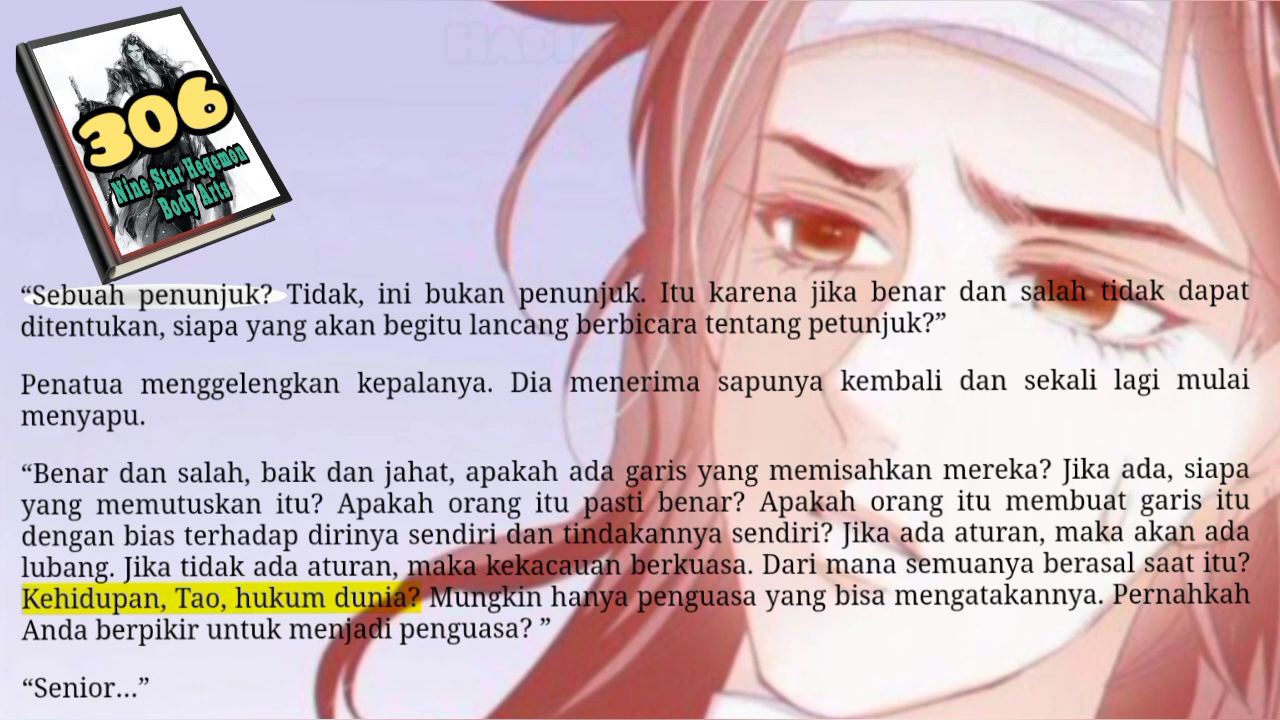 306
Nine Star Hegemon
Body Arts
“Sebuah penunjuk? Tidak, ini bukan penunjuk. Itu karena jika benar dan salah tidak dapat
ditentukan, siapa yang akan begitu lancang berbicara tentang petunjuk?”
Penatua menggelengkan kepalanya. Dia menerima sapunya kembali dan sekali lagi mulai
menyapu.
“Benar dan salah, baik dan jahat, apakah ada garis yang memisahkan mereka? Jika ada, siapa
yang memutuskan itu? Apakah orang itu pasti benar? Apakah orang itu membuat garis itu
dengan bias terhadap dirinya sendiri dan tindakannya sendiri? Jika ada aturan, maka akan ada
lubang. Jika tidak ada aturan, maka kekacauan berkuasa. Dari mana semuanya berasal saat itu?
Kehidupan, Tao, hukum dunia? Mungkin hanya penguasa yang bisa mengatakannya. Pernahkah
Anda berpikir untuk menjadi penguasa? ”
“Senior...”